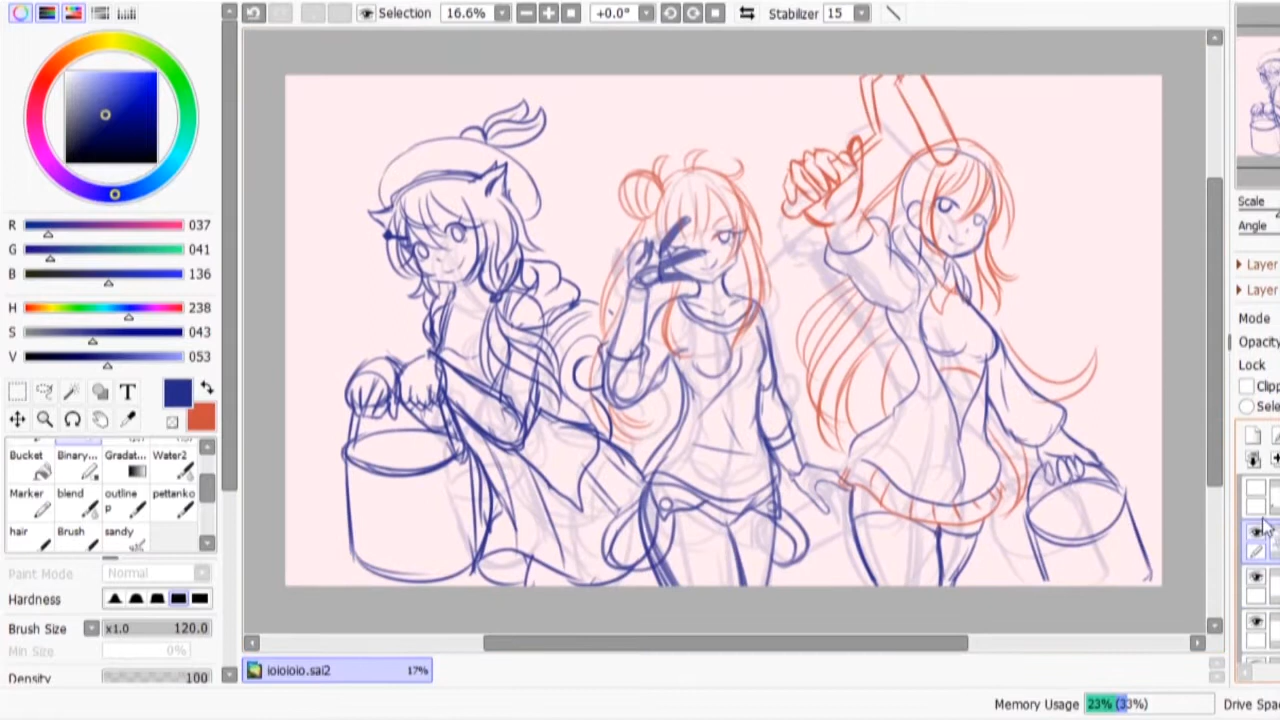 Selection 16.6% +0.0° Stabilizer 15
R 037
G 041
B 136
H 238
S 043
V 053
T
Bucket Binary... Gradat... Water2
Marker blend outline p pettanko
hair Brush sandy
Paint Mode Normal
Hardness
Brush Size x1.0 120.0
Min Size 0%
Density 100
Scale
Angle
Layer
Layer
Mode
Opacity
Lock
Clipp
Sele
ioioioio.sai2 17%
Memory Usage 23% (33%) Drive Spa